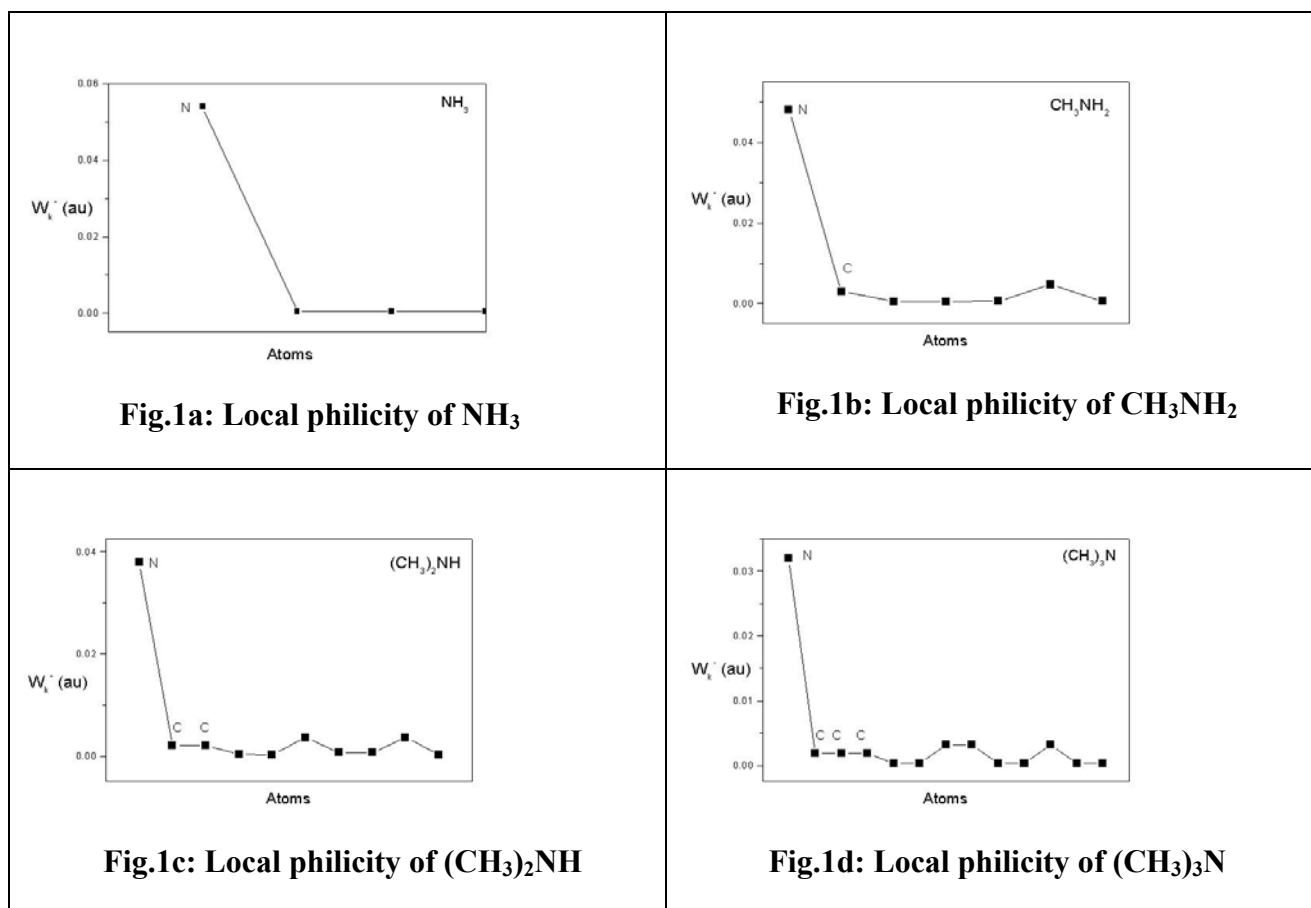 0.06
NH₃
N
0.04
Wₖ⁻ (au)
0.02
0.00
Atoms
Fig.1a: Local philicity of NH₃
CH₃NH₂
N
0.04
Wₖ⁻ (au)
0.02
C
0.00
Atoms
Fig.1b: Local philicity of CH₃NH₂
0.04
N
(CH₃)₂NH
0.02
Wₖ⁻ (au)
C C
0.00
Atoms
Fig.1c: Local philicity of (CH₃)₂NH
N
(CH₃)₃N
0.03
0.02
Wₖ⁻ (au)
0.01
C C C
0.00
Atoms
Fig.1d: Local philicity of (CH₃)₃N